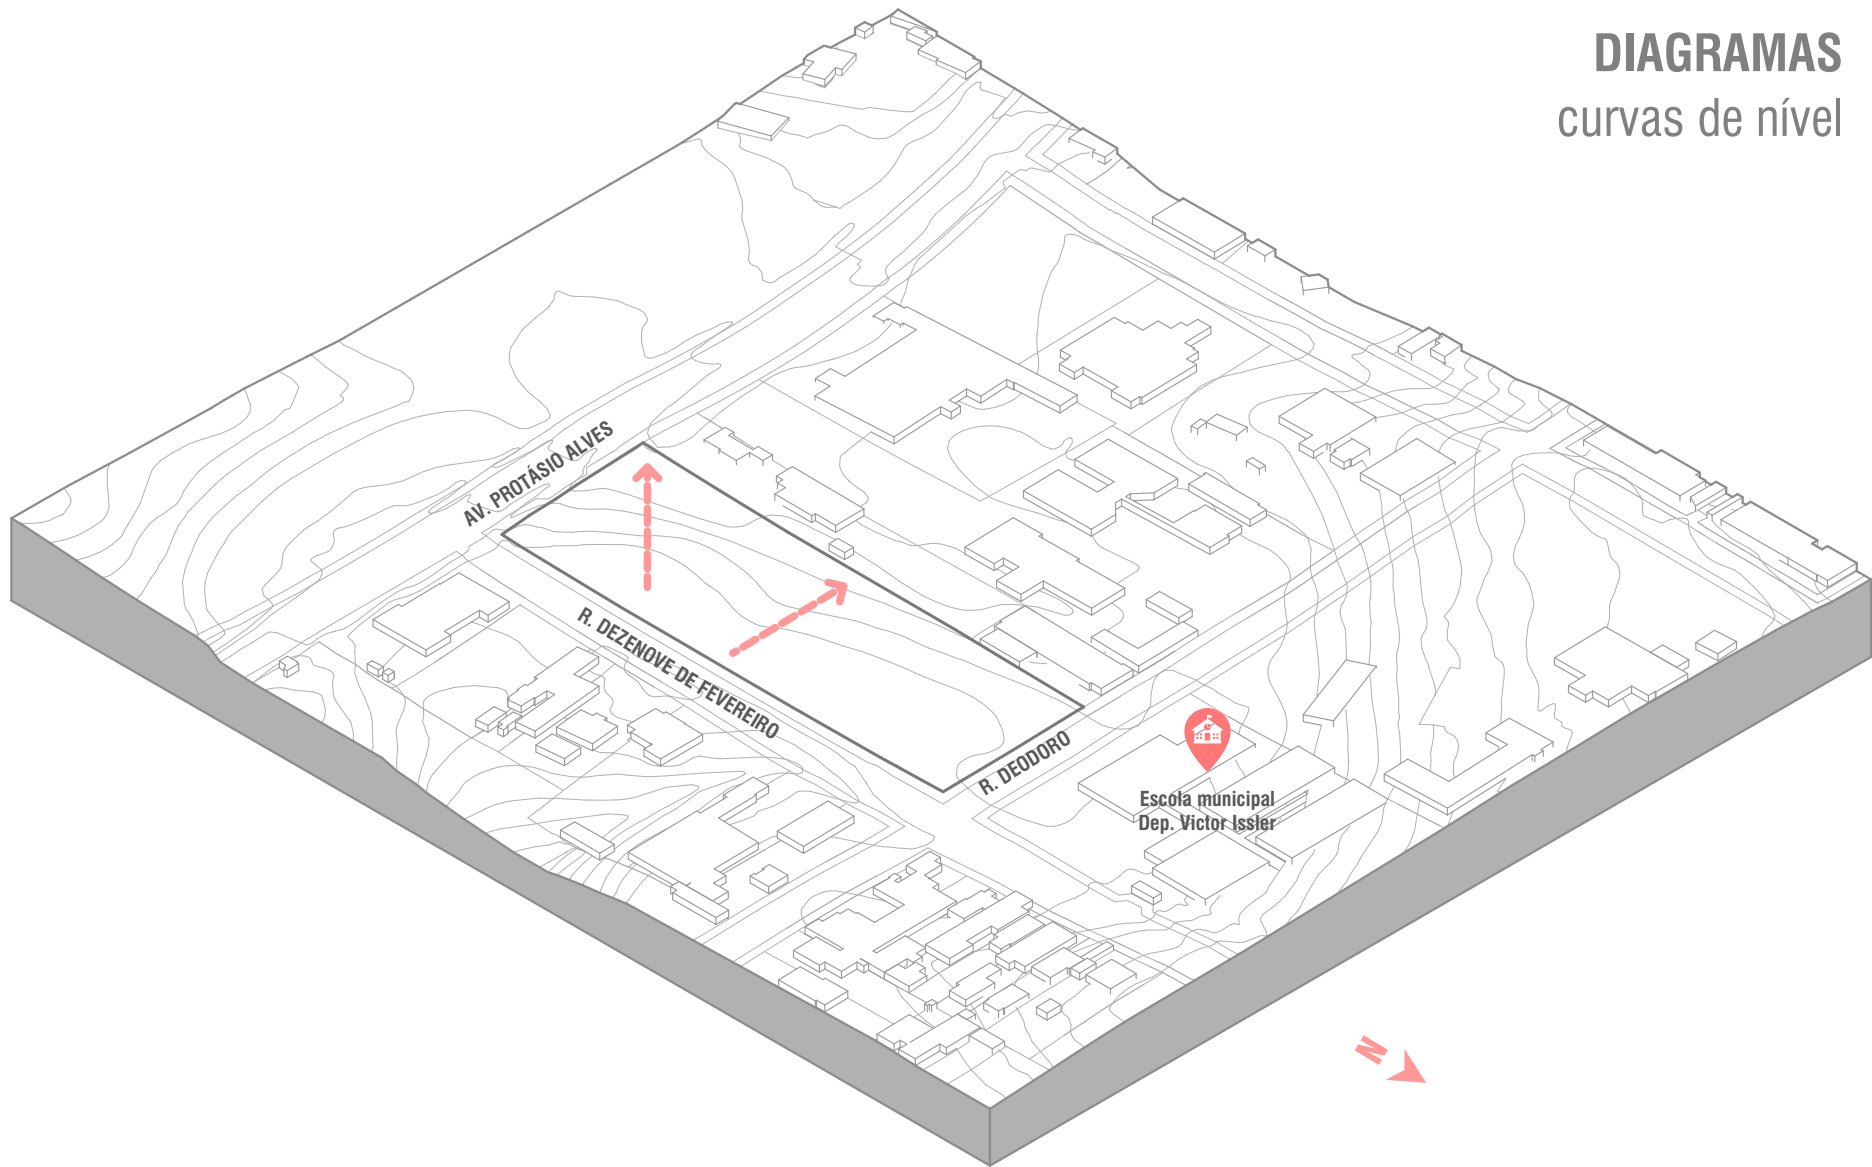 DIAGRAMAS
curvas de nível
AV. PROTÁSIO ALVES
R. DEZENOVE DE FEVEREIRO
R. DEODORO
Escola municipal
Dep. Victor Issler
N